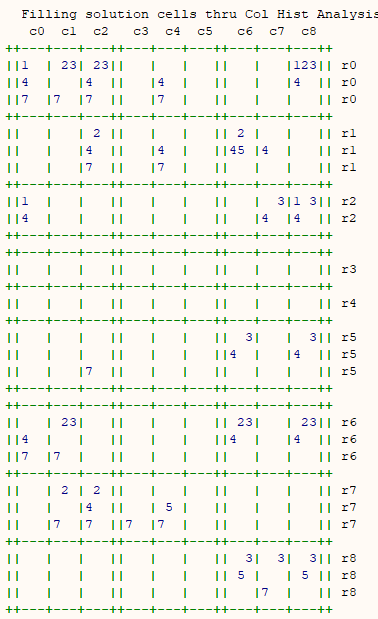 Filling solution cells thru Col Hist Analysis
c0 c1 c2 c3 c4 c5 c6 c7 c8
++---+---+---++---+---+---++---+---+---++
||1  | 23| 23||   |   |   ||   |   |123|| r0
||4  |   |4  ||   |4  |   ||   |   |4  || r0
||7  |7  |7  ||   |7  |   ||   |   |   || r0
++---+---+---++---+---+---++---+---+---++
||   |   | 2 ||   |   |   || 2 |   |   || r1
||   |   |4  ||   |4  |   ||45 |4  |   || r1
||   |   |7  ||   |7  |   ||   |   |   || r1
++---+---+---++---+---+---++---+---+---++
||1  |   |   ||   |   |   ||   |  3|1 3|| r2
||4  |   |   ||   |   |   ||   |4  |4  || r2
++---+---+---++---+---+---++---+---+---++
++---+---+---++---+---+---++---+---+---++
||   |   |   ||   |   |   ||   |   |   || r3
++---+---+---++---+---+---++---+---+---++
||   |   |   ||   |   |   ||   |   |   || r4
++---+---+---++---+---+---++---+---+---++
||   |   |   ||   |   |   ||  3|   |  3|| r5
||   |   |   ||   |   |   ||4  |   |4  || r5
||   |   |7  ||   |   |   ||   |   |   || r5
++---+---+---++---+---+---++---+---+---++
++---+---+---++---+---+---++---+---+---++
||   | 23|   ||   |   |   || 23|   | 23|| r6
||4  |   |   ||   |   |   ||4  |   |4  || r6
||7  |7  |   ||   |   |   ||   |   |   || r6
++---+---+---++---+---+---++---+---+---++
||   | 2 | 2 ||   |   |   ||   |   |   || r7
||   |   |4  ||   | 5 |   ||   |   |   || r7
||   |7  |7  ||7  |7  |   ||   |   |   || r7
++---+---+---++---+---+---++---+---+---++
||   |   |   ||   |   |   ||  3|  3|  3|| r8
||   |   |   ||   |   |   || 5 |   | 5 || r8
||   |   |   ||   |   |   ||   |7  |   || r8
++---+---+---++---+---+---++---+---+---++